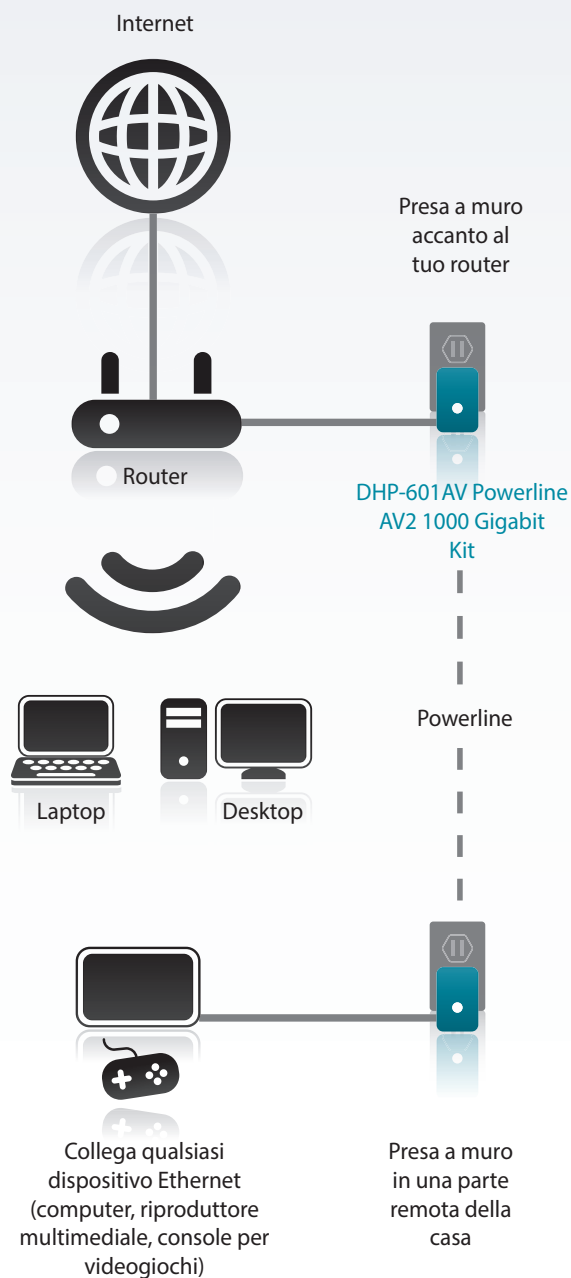 Internet
Presa a muro
accanto al
tuo router
Router
DHP-601AV Powerline
AV2 1000 Gigabit
Kit
Powerline
Laptop
Desktop
Collega qualsiasi
dispositivo Ethernet
(computer, riproduttore
multimediale, console per
videogiochi)
Presa a muro
in una parte
remota della
casa